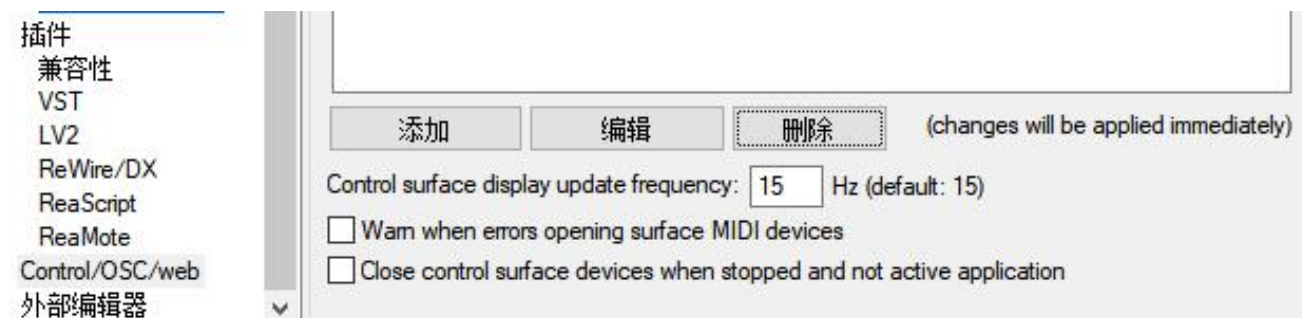 插件
兼容性
VST
LV2
ReWire/DX
ReaScript
ReaMote
Control/OSC/web
外部编辑器
添加 编辑 删除 (changes will be applied immediately)
Control surface display update frequency: 15 Hz (default: 15)
Warn when errors opening surface MIDI devices
Close control surface devices when stopped and not active application